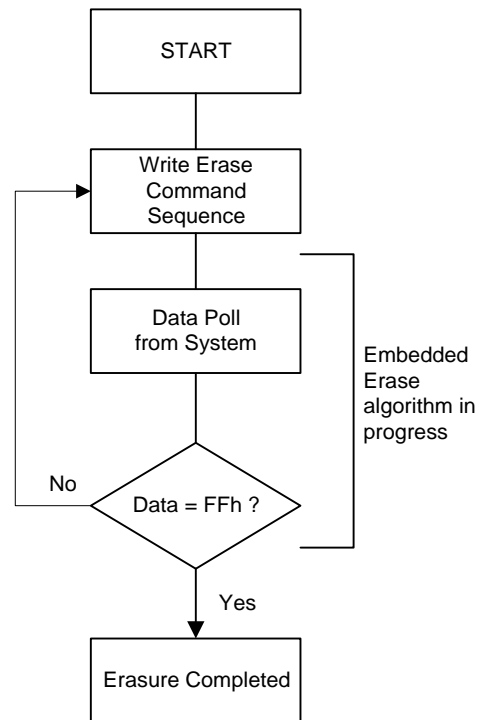 START
Write Erase
Command
Sequence
Data Poll
from System
Embedded
Erase
algorithm in
progress
No
Data = FFh ?
Yes
Erasure Completed